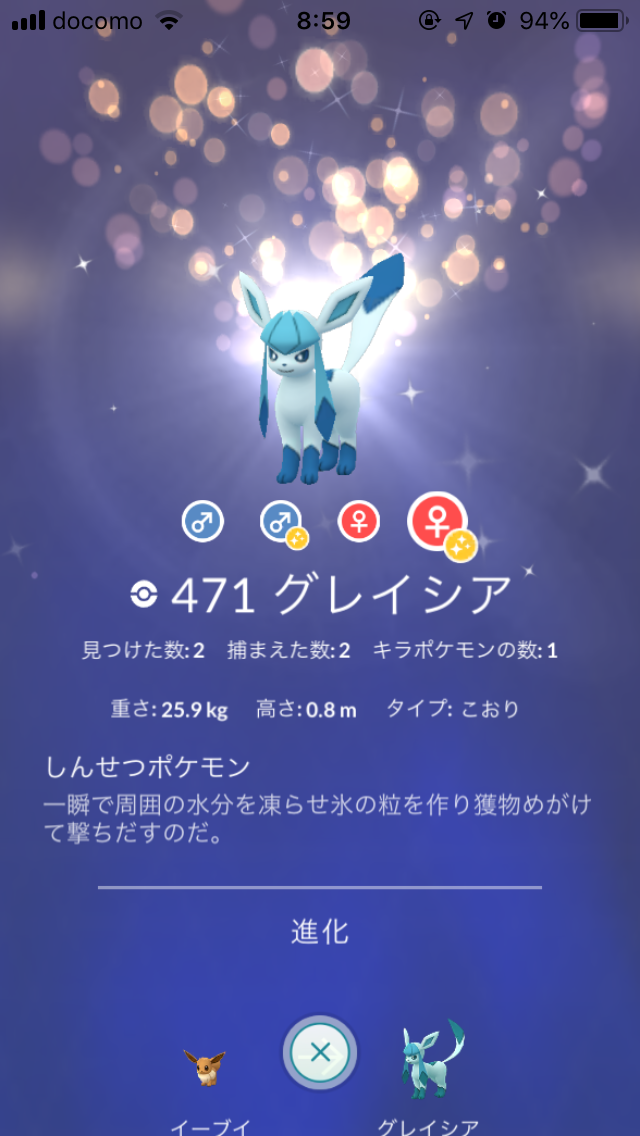 docomo 8:59 94%
471 グレイシア
見つけた数: 2 捕まえた数: 2 キラポケモンの数: 1
重さ: 25.9 kg 高さ: 0.8 m タイプ: こおり
しんせつポケモン
一瞬で周囲の水分を凍らせ氷の粒を作り獲物めがけ
て撃ちだすのだ。
進化
イーブイ グレイシア